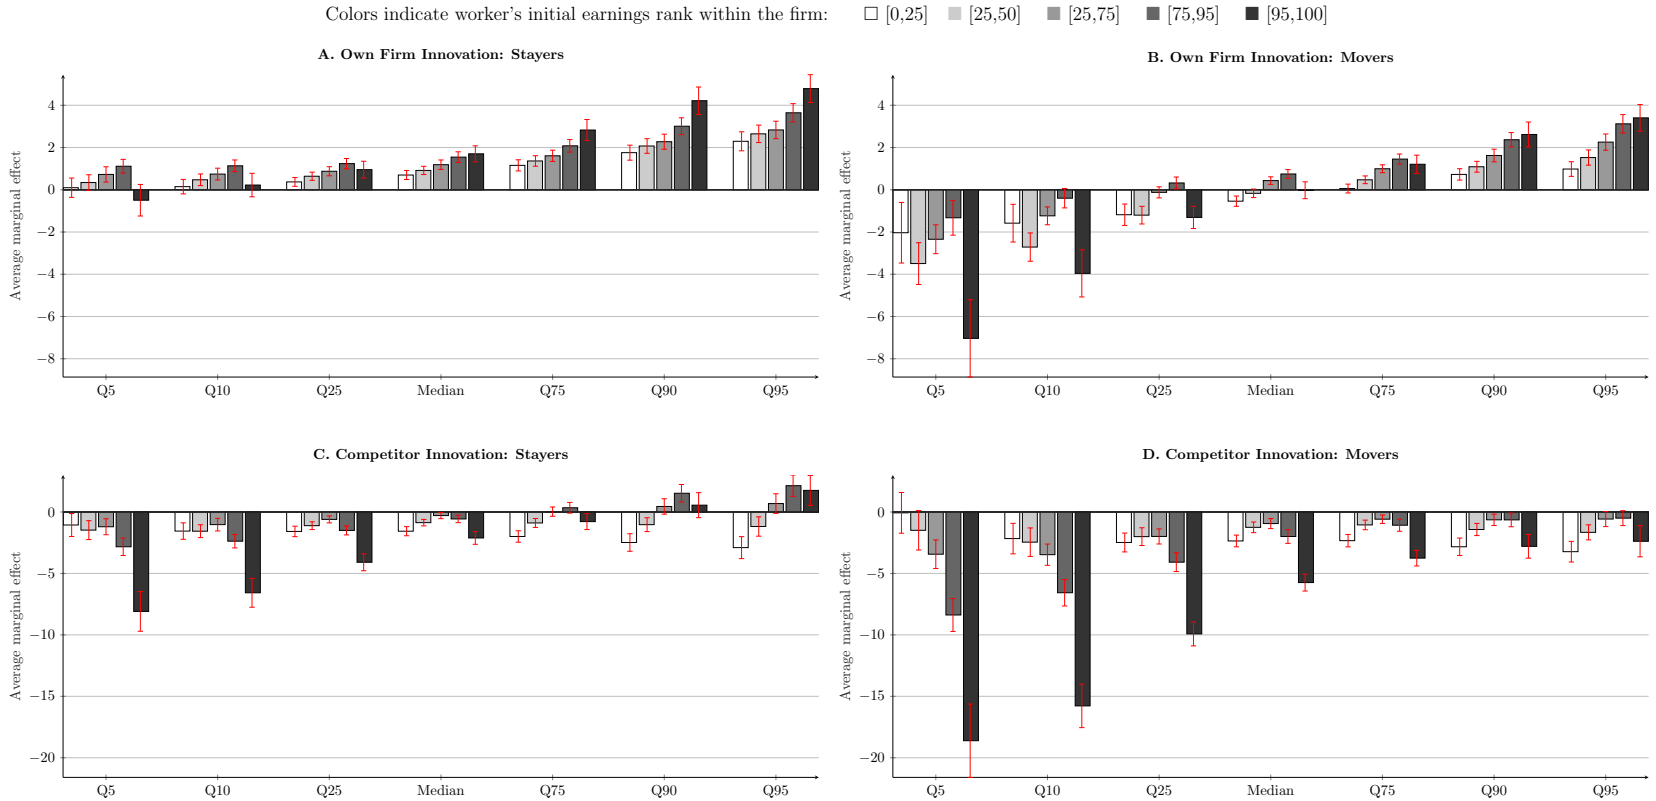 Colors indicate worker's initial earnings rank within the firm: [0,25] [25,50) [25,75] [75,95] [95,100]
A. Own Firm Innovation: Stayers
Average marginal effect
4
2
0
−2
−4
−6
−8
Q5 Q10 Q25 Median Q75 Q90 Q95
B. Own Firm Innovation: Movers
Average marginal effect
4
2
0
−2
−4
−6
−8
Q5 Q10 Q25 Median Q75 Q90 Q95
C. Competitor Innovation: Stayers
Average marginal effect
0
−5
−10
−15
−20
Q5 Q10 Q25 Median Q75 Q90 Q95
D. Competitor Innovation: Movers
Average marginal effect
0
−5
−10
−15
−20
Q5 Q10 Q25 Median Q75 Q90 Q95